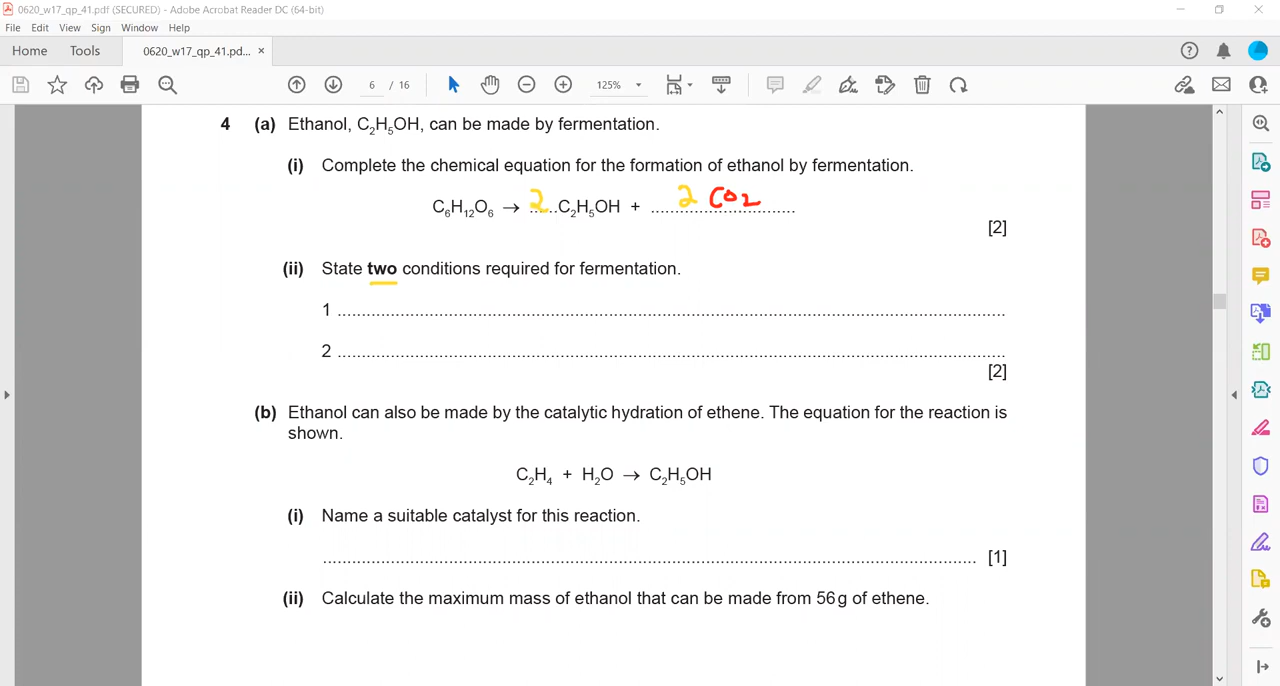 0620_w17_qp_41.pdf (SECURED) - Adobe Acrobat Reader DC (64-bit)
File Edit View Sign Window Help
Home Tools 0620_w17_qp_41.pd... ×
6 / 16 125%
4 (a) Ethanol, C₂H₅OH, can be made by fermentation.
(i) Complete the chemical equation for the formation of ethanol by fermentation.
C₆H₁₂O₆ → 2 C₂H₅OH + 2 CO₂
[2]
(ii) State two conditions required for fermentation.
1 ................................................................
2 ................................................................
[2]
(b) Ethanol can also be made by the catalytic hydration of ethene. The equation for the reaction is
shown.
C₂H₄ + H₂O → C₂H₅OH
(i) Name a suitable catalyst for this reaction.
................................................................ [1]
(ii) Calculate the maximum mass of ethanol that can be made from 56 g of ethene.